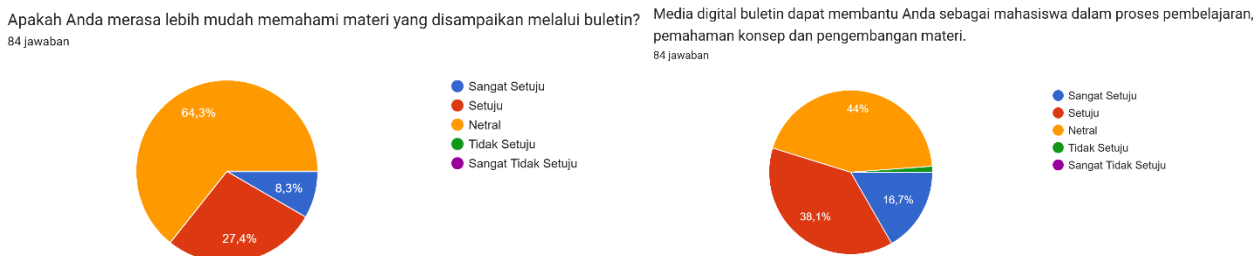 Apakah Anda merasa lebih mudah memahami materi yang disampaikan melalui buletin?
84 jawaban
64,3%
8,3%
27,4%
Sangat Setuju
Setuju
Netral
Tidak Setuju
Sangat Tidak Setuju
Media digital buletin dapat membantu Anda sebagai mahasiswa dalam proses pembelajaran,
pemahaman konsep dan pengembangan materi.
84 jawaban
44%
16,7%
38,1%
Sangat Setuju
Setuju
Netral
Tidak Setuju
Sangat Tidak Setuju